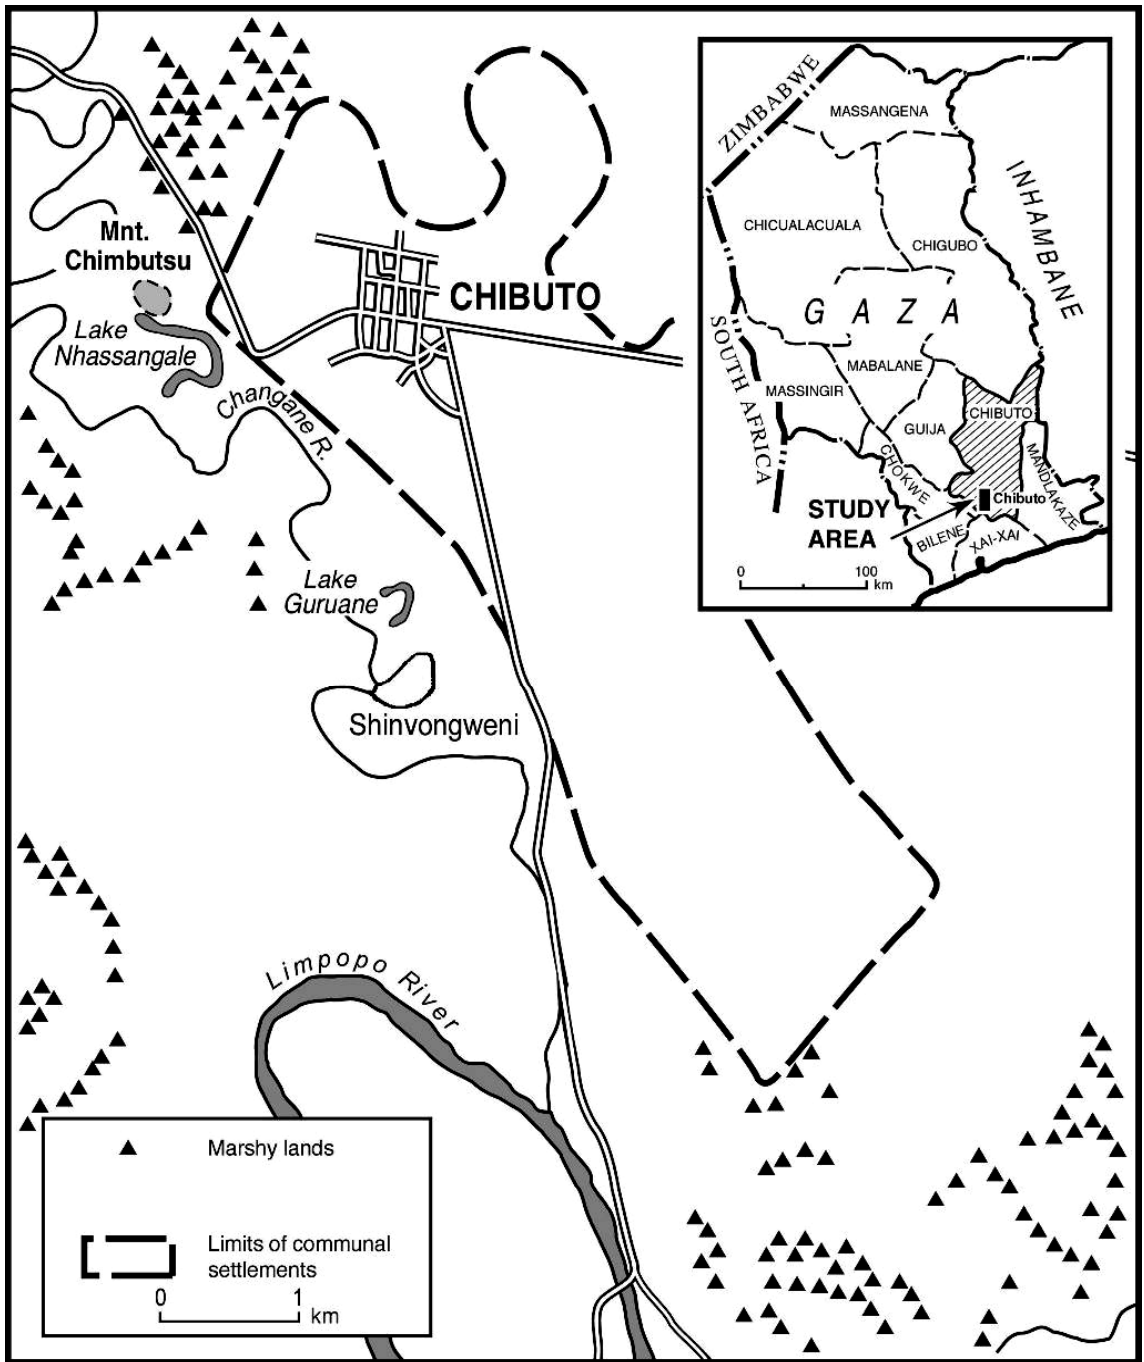 Mnt.
Chimbutsu
CHIBUTO
Lake
Nhassangale
Changane R.
Lake
Guruane
Shinvongweni
Limpopo River
ZIMBABWE
MASSANGENA
INHAMBANE
CHICUALACUALA
CHIGUBO
GAZA
SOUTH AFRICA
MABALANE
MASSINGIR
CHIBUTO
GUIJA
CHOKWE
MANDLAKAZE
Chibuto
STUDY
AREA
BILENE
XAI-XAI
0 100
km
Marshy lands
Limits of communal
settlements
0 1
km